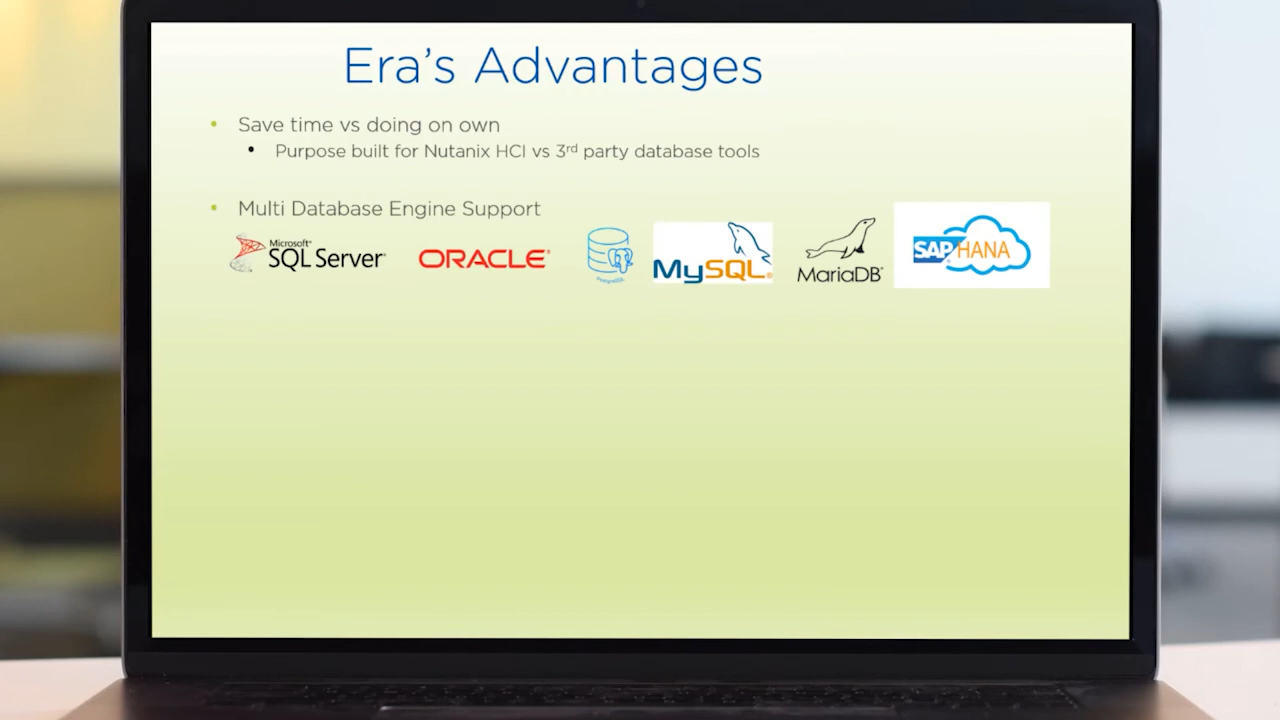 Era's Advantages
• Save time vs doing on own
• Purpose built for Nutanix HCI vs 3rd party database tools
• Multi Database Engine Support
Microsoft®
SQL Server®
ORACLE®
PostgreSQL
MySQL®
MariaDB®
SAP® HANA